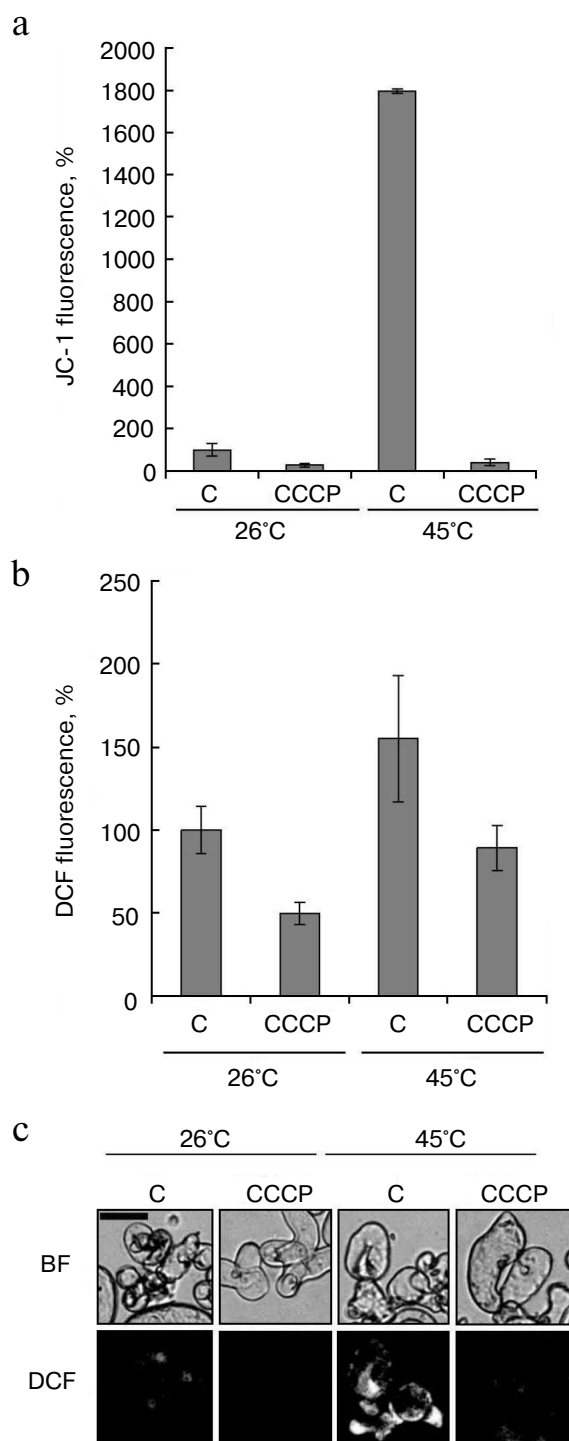 a
JC-1 fluorescence, %
2000
1800
1600
1400
1200
1000
800
600
400
200
0
C CCCP C CCCP
26°C 45°C
b
DCF fluorescence, %
250
200
150
100
50
0
C CCCP C CCCP
26°C 45°C
c
26°C 45°C
C CCCP C CCCP
BF
DCF